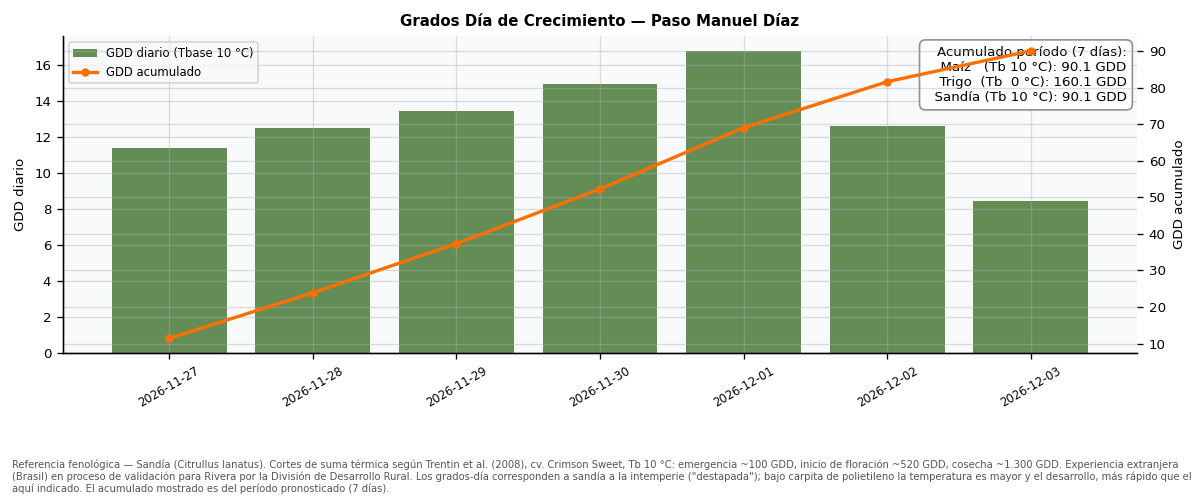 Grados Día de Crecimiento — Paso Manuel Díaz
GDD diario (Tbase 10 °C)
GDD acumulado
Acumulado período (7 días):
Maíz (Tb 10 °C): 90.1 GDD
Trigo (Tb 0 °C): 160.1 GDD
Sandía (Tb 10 °C): 90.1 GDD
GDD diario
16
14
12
10
8
6
4
2
0
90
80
70
60
50
40
30
20
10
GDD acumulado
2026-11-27
2026-11-28
2026-11-29
2026-11-30
2026-12-01
2026-12-02
2026-12-03
Referencia fenológica — Sandía (Citrullus lanatus). Cortes de suma térmica según Trentin et al. (2008), cv. Crimson Sweet, Tb 10 °C: emergencia ~100 GDD, inicio de floración ~520 GDD, cosecha ~1.300 GDD. Experiencia extranjera
(Brasil) en proceso de validación para Rivera por la División de Desarrollo Rural. Los grados-día corresponden a sandía a la intemperie ("destapada"); bajo carpita de polietileno la temperatura es mayor y el desarrollo, más rápido que el
aquí indicado. El acumulado mostrado es del período pronosticado (7 días).